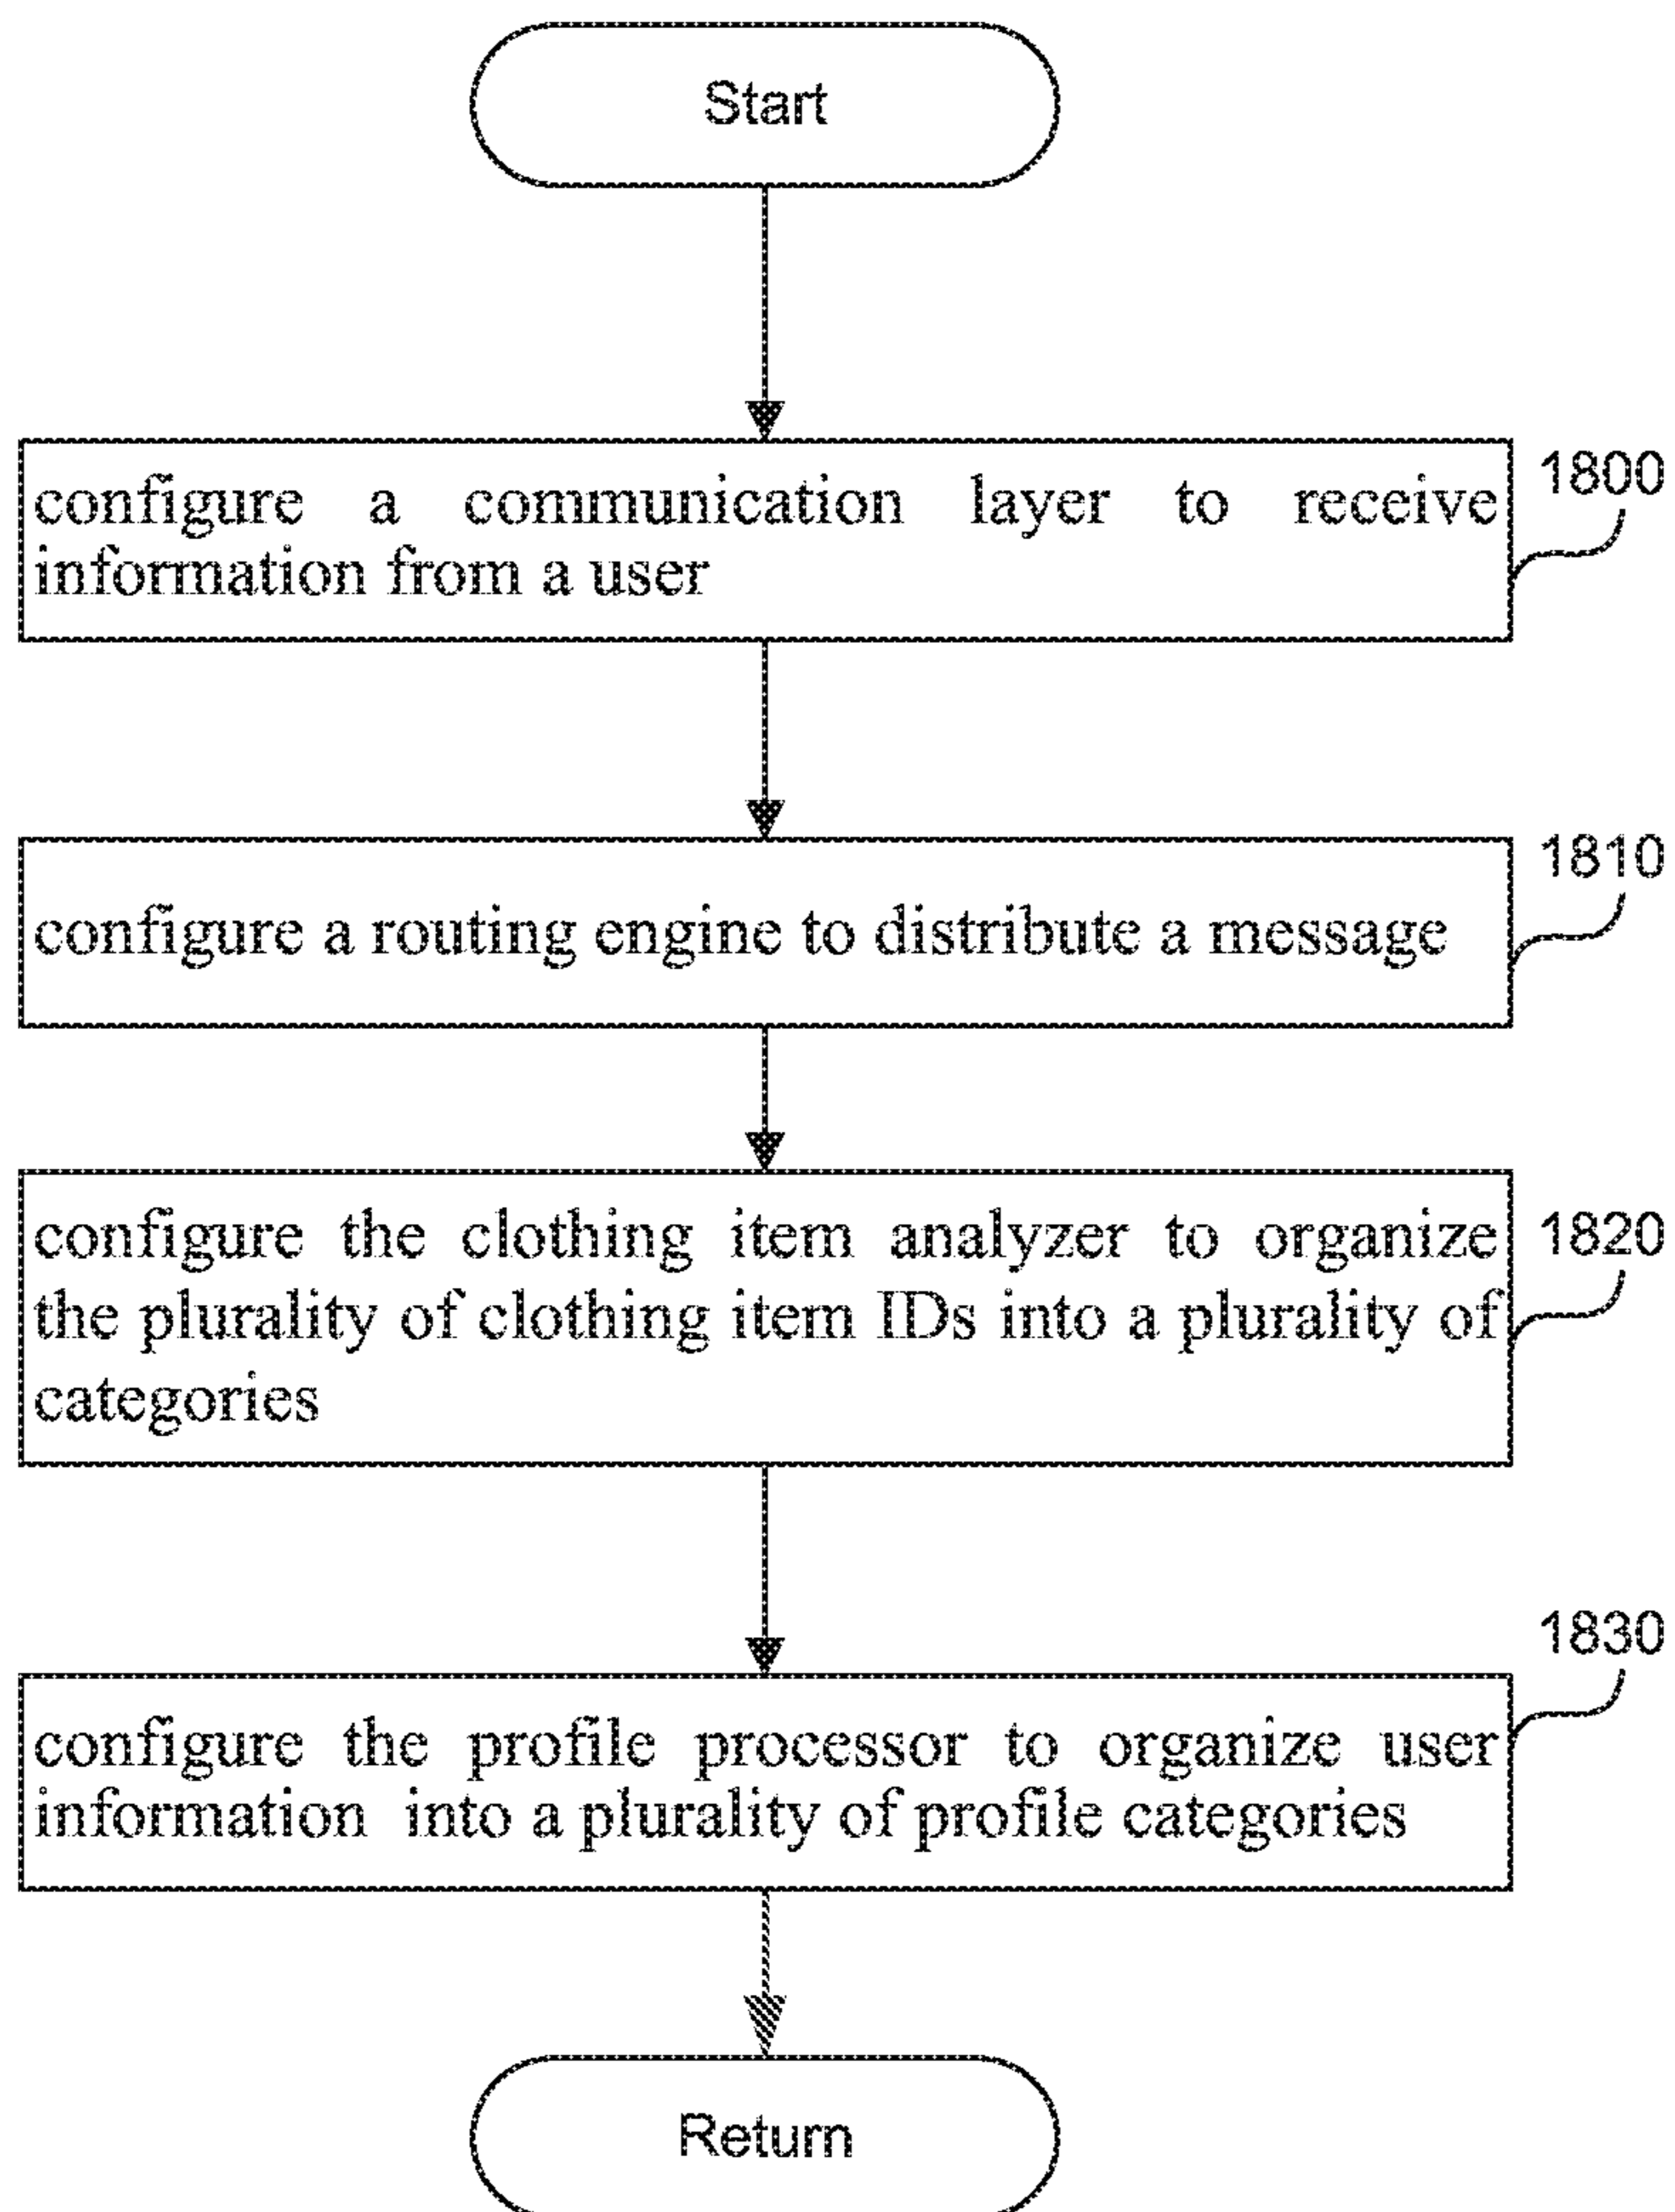 Start
1800
configure a communication layer to receive
information from a user
1810
configure a routing engine to distribute a message
1820
configure the clothing item analyzer to organize
the plurality of clothing item IDs into a plurality of
categories
1830
configure the profile processor to organize user
information into a plurality of profile categories
Return